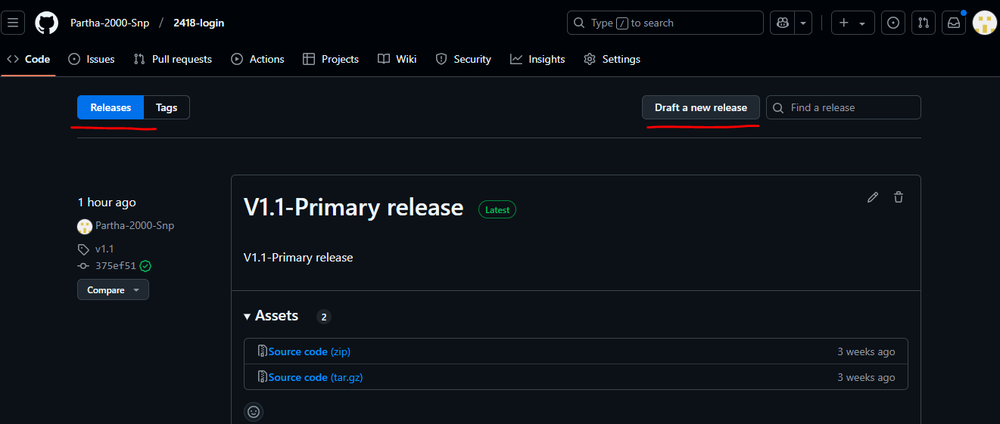 Partha-2000-Snp / 2418-login Type / to search
Code Issues Pull requests Actions Projects Wiki Security Insights Settings
Releases Tags Draft a new release Find a release
1 hour ago
Partha-2000-Snp
v1.1
375ef51
Compare
V1.1-Primary release Latest
V1.1-Primary release
Assets 2
Source code (zip) 3 weeks ago
Source code (tar.gz) 3 weeks ago